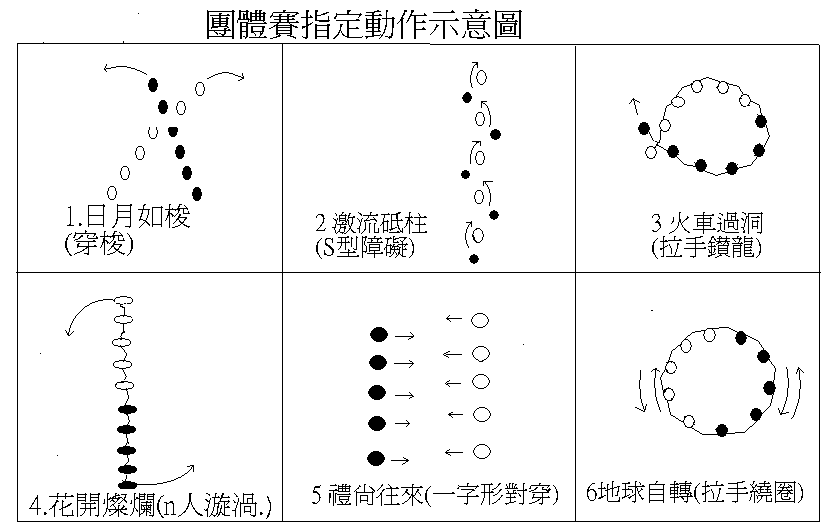 團體賽指定動作示意圖
1.日月如梭
(穿梭)
2 激流砥柱
(S型障礙)
3 火車過洞
(拉手鑽龍)
4.花開燦爛(n人漩渦.)
5 禮尙往來(一字形對穿)
6地球自轉(拉手繞圈)